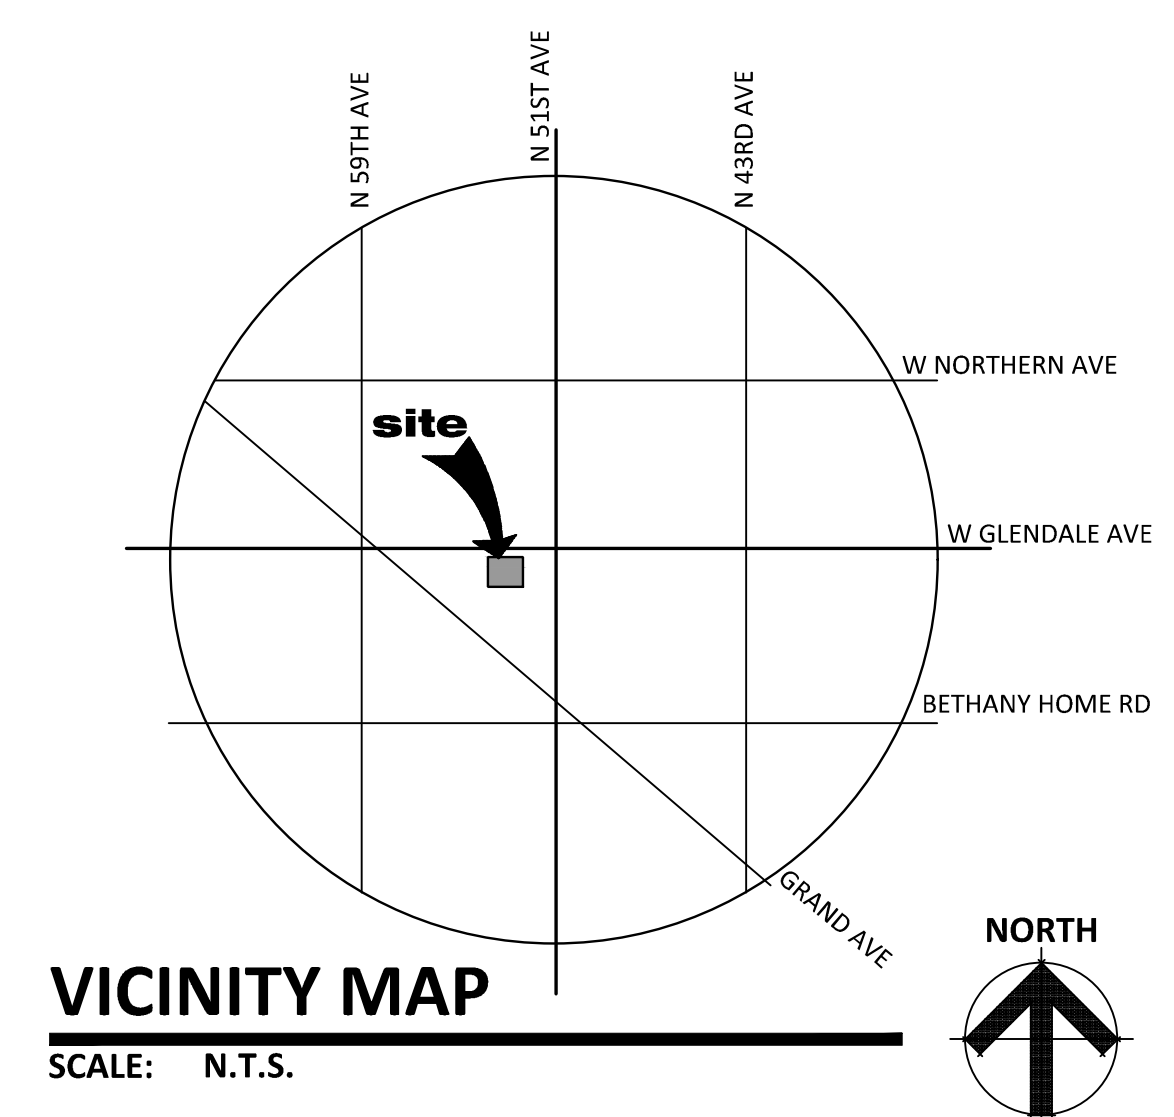 N 59TH AVE
N 51ST AVE
N 43RD AVE
W NORTHERN AVE
site
W GLENDALE AVE
BETHANY HOME RD
GRAND AVE
NORTH
VICINITY MAP
SCALE: N.T.S.